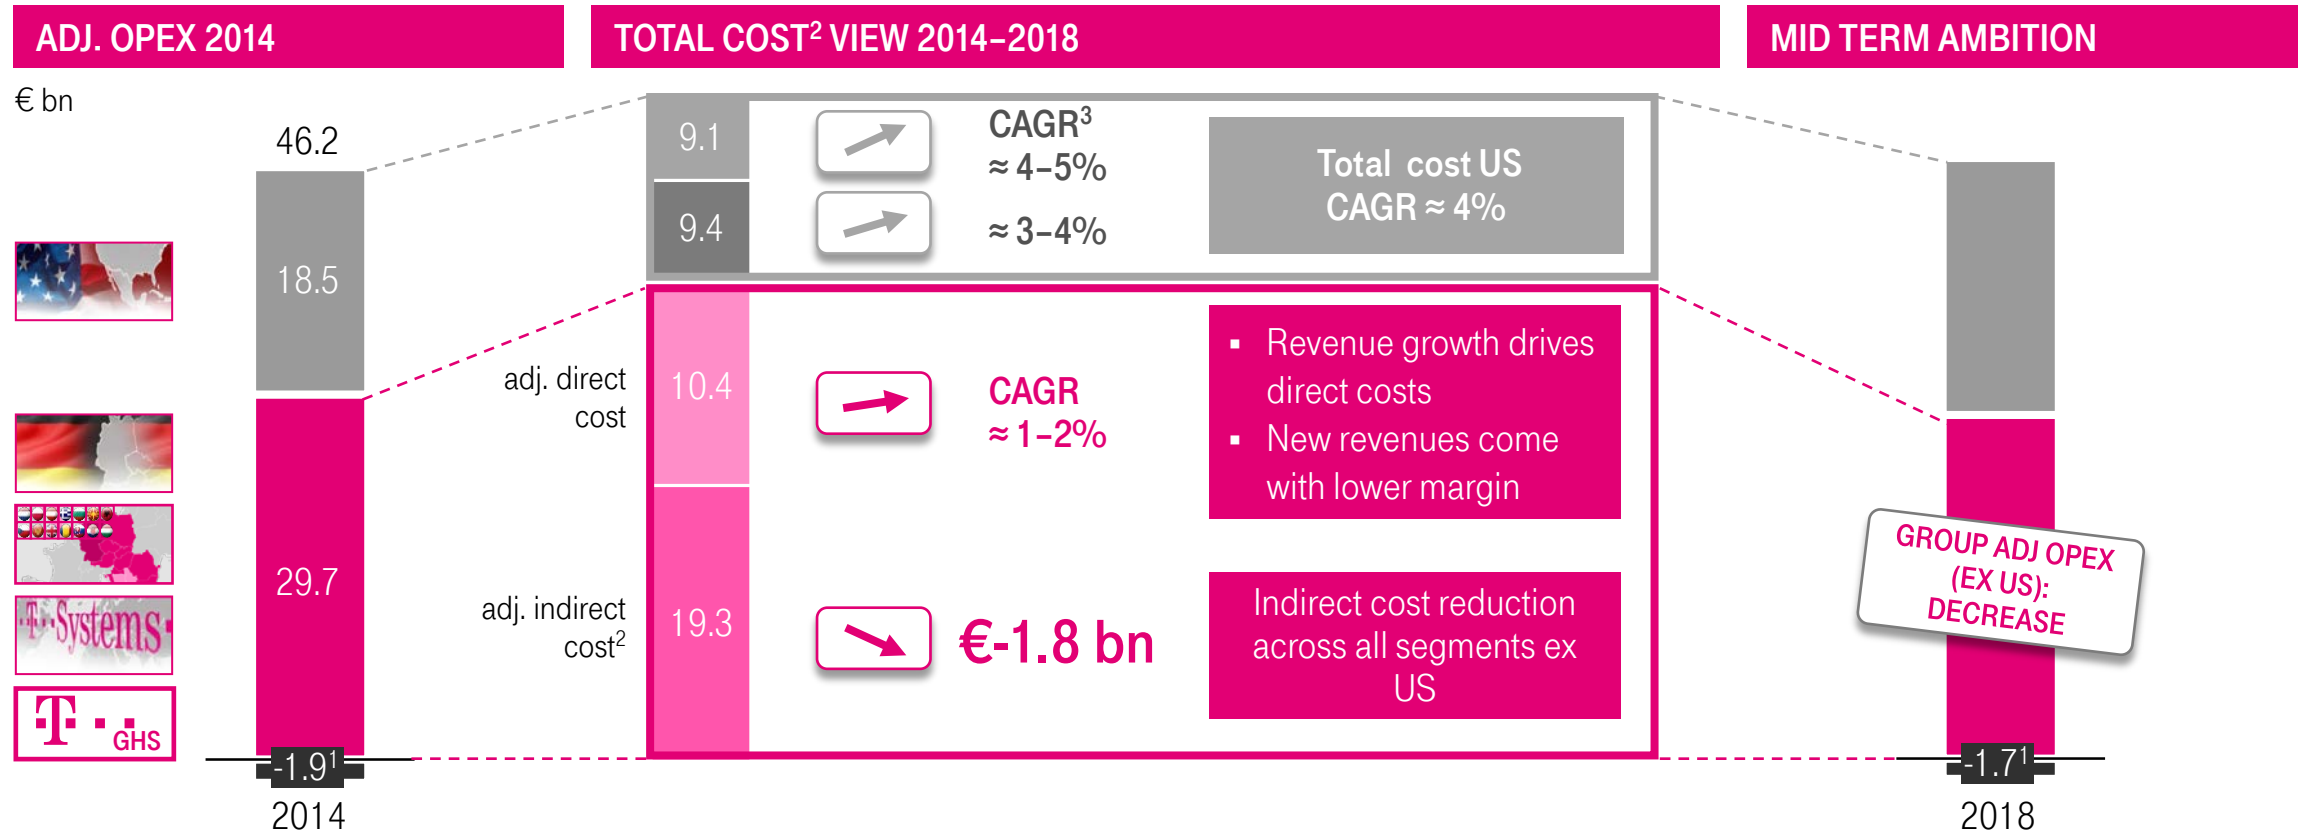 ADJ. OPEX 2014
TOTAL COST² VIEW 2014–2018
MID TERM AMBITION
€ bn
46.2
18.5
29.7
-1.9¹
2014
T··Systems·
T··
GHS
adj. direct
cost
adj. indirect
cost²
9.1
9.4
10.4
19.3
CAGR³
≈ 4–5%
≈ 3–4%
Total cost US
CAGR ≈ 4%
CAGR
≈ 1–2%
▪ Revenue growth drives
direct costs
▪ New revenues come
with lower margin
€-1.8 bn
Indirect cost reduction
across all segments ex
US
GROUP ADJ OPEX
(EX US):
DECREASE
-1.7¹
2018